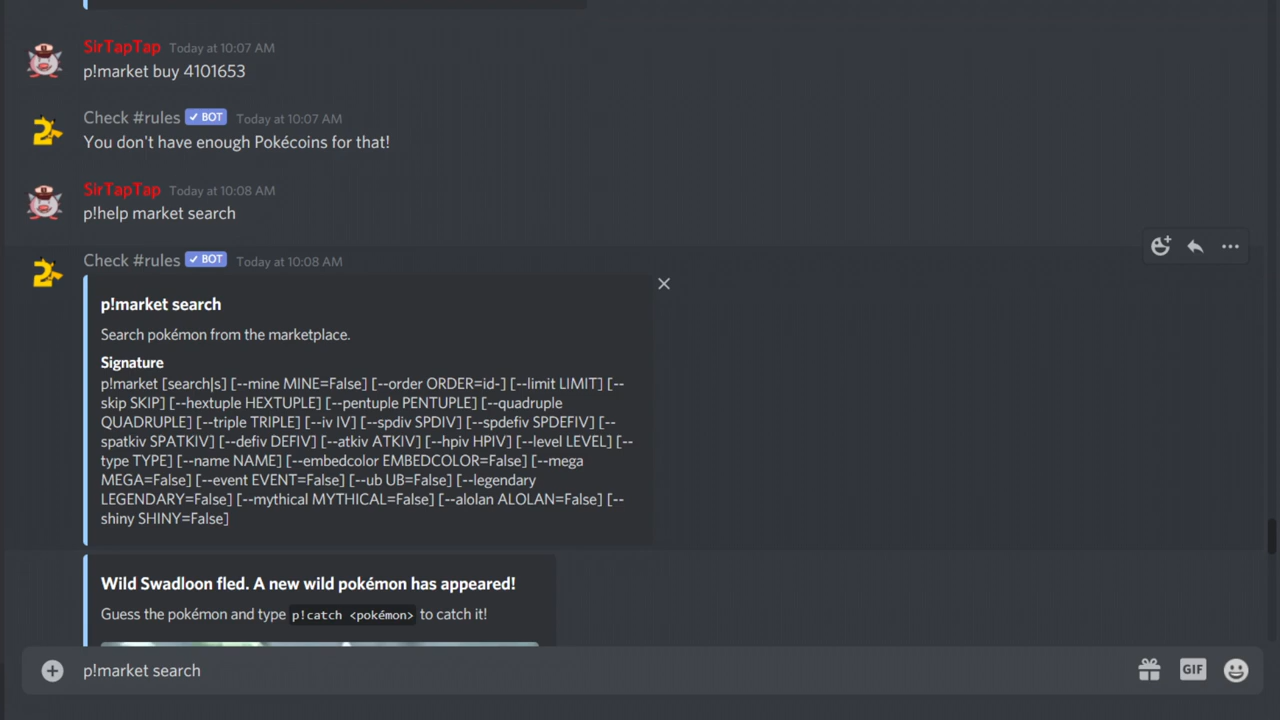 SirTapTap Today at 10:07 AM
p!market buy 4101653
Check #rules ✓ BOT Today at 10:07 AM
You don't have enough Pokécoins for that!
SirTapTap Today at 10:08 AM
p!help market search
Check #rules ✓ BOT Today at 10:08 AM
p!market search
Search pokémon from the marketplace.
Signature
p!market [search|s] [--mine MINE=False] [--order ORDER=id-] [--limit LIMIT] [--
skip SKIP] [--hextuple HEXTUPLE] [--pentuple PENTUPLE] [--quadruple
QUADRUPLE] [--triple TRIPLE] [--iv IV] [--spdiv SPDIV] [--spdefiv SPDEFIV] [--
spatkiv SPATKIV] [--defiv DEFIV] [--atkiv ATKIV] [--hpiv HPIV] [--level LEVEL] [--
type TYPE] [--name NAME] [--embedcolor EMBEDCOLOR=False] [--mega
MEGA=False] [--event EVENT=False] [--ub UB=False] [--legendary
LEGENDARY=False] [--mythical MYTHICAL=False] [--alolan ALOLAN=False] [--
shiny SHINY=False]
Wild Swadloon fled. A new wild pokémon has appeared!
Guess the pokémon and type p!catch <pokémon> to catch it!
p!market search
GIF